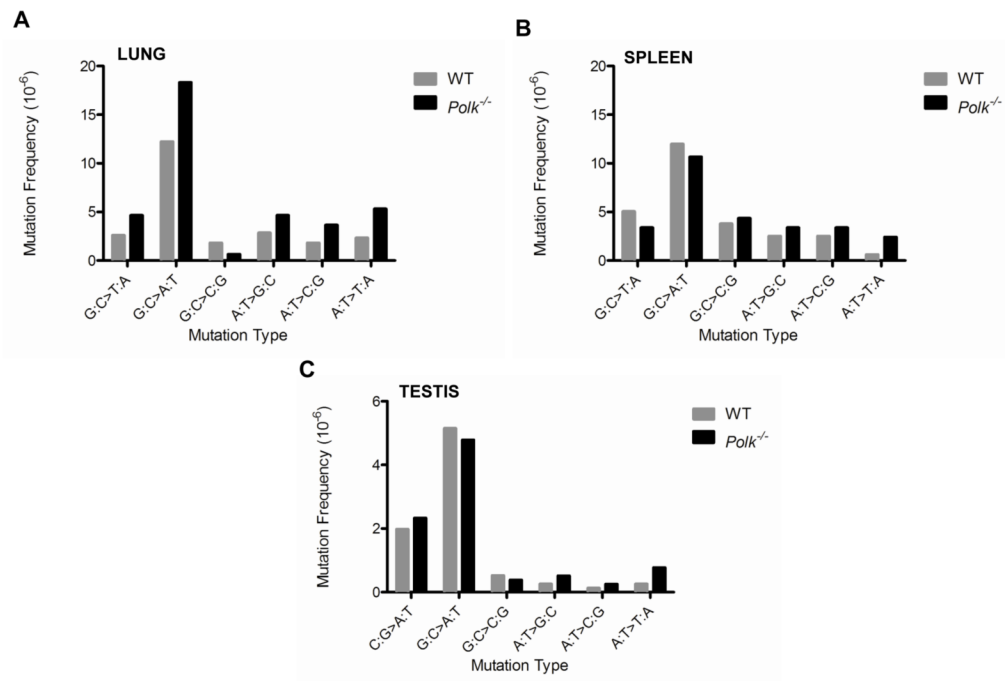 A
LUNG
Mutation Frequency (10-6)
20
15
10
5
0
G:C>T:A
G:C>A:T
G:C>C:G
A:T>G:C
A:T>C:G
A:T>T:A
Mutation Type
WT
Polk-/-
B
SPLEEN
Mutation Frequency (10-6)
20
15
10
5
0
G:C>T:A
G:C>A:T
G:C>C:G
A:T>G:C
A:T>C:G
A:T>T:A
Mutation Type
WT
Polk-/-
C
TESTIS
Mutation Frequency (10-6)
6
4
2
0
C:G>A:T
G:C>A:T
G:C>C:G
A:T>G:C
A:T>C:G
A:T>T:A
Mutation Type
WT
Polk-/-